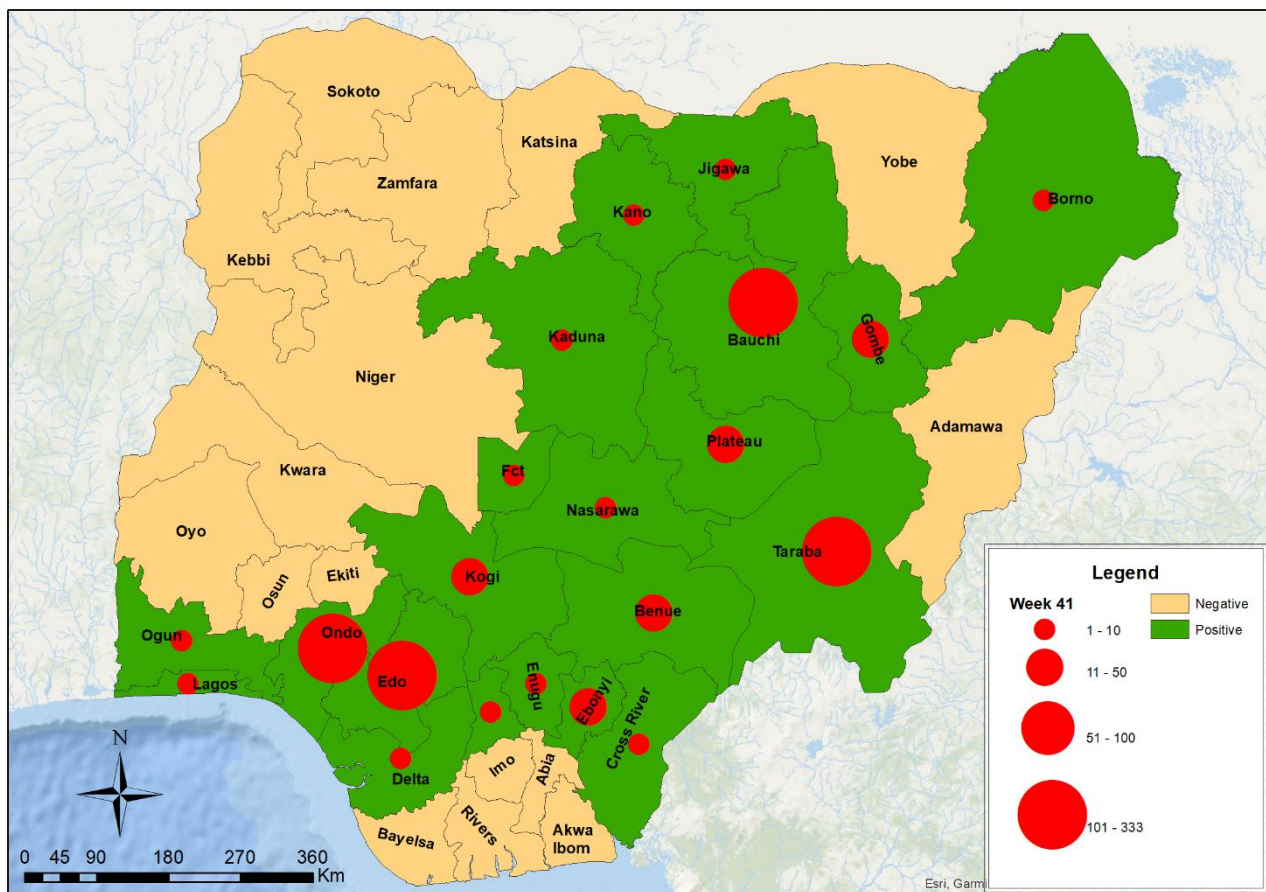 Sokoto
Katsina
Zamfara
Jigawa
Yobe
Borno
Kano
Kebbi
Kaduna
Bauchi
Gombe
Niger
Adamawa
Plateau
Kwara
Fct
Nasarawa
Oyo
Taraba
Osun
Ekiti
Kogi
Benue
Ogun
Ondo
Edo
Lagos
Enugu
Ebonyi
Cross River
Delta
Imo
Abia
Bayelsa
Rivers
Akwa
Ibom
N
0 45 90 180 270 360
Km
Legend
Week 41
1 - 10
11 - 50
51 - 100
101 - 333
Negative
Positive
Esri, Garmi